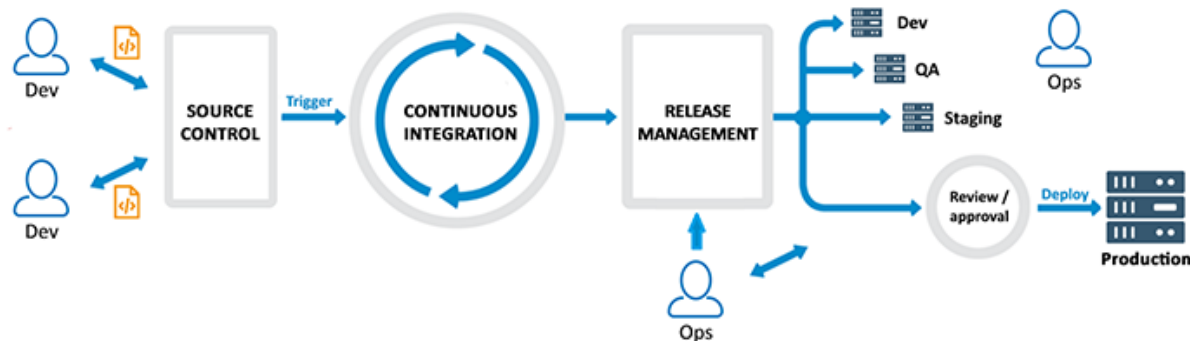 Dev
</>
Dev
</>
SOURCE
CONTROL
Trigger
CONTINUOUS
INTEGRATION
RELEASE
MANAGEMENT
Ops
Dev
QA
Staging
Ops
Review /
approval
Deploy
Production